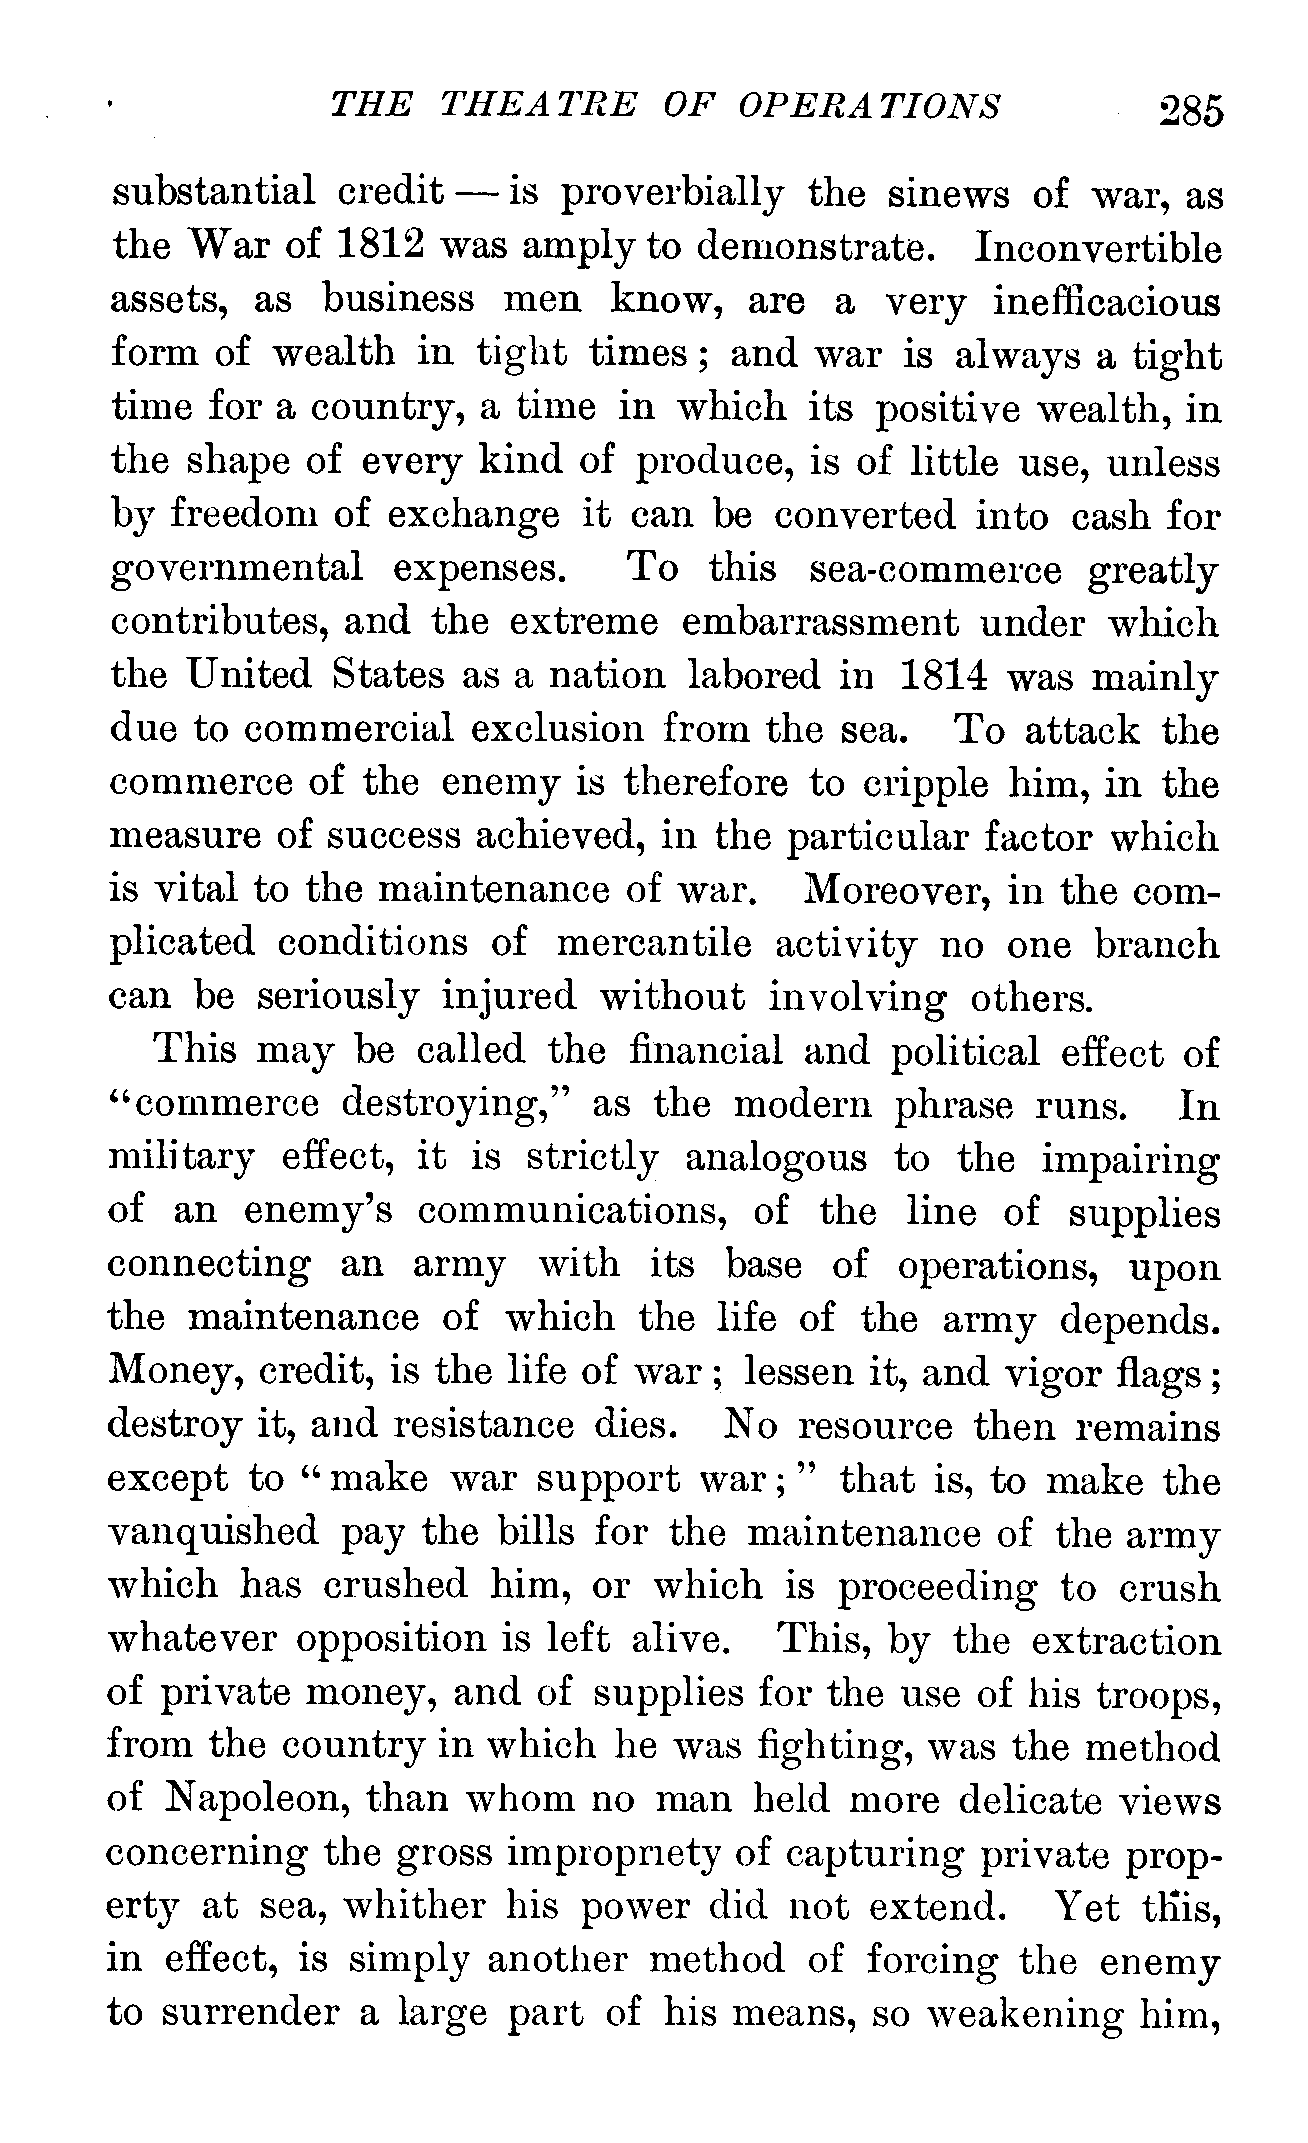 THE THEATRE OF OPERATIONS 285
substantial credit — is proverbially the sinews of war, as
the War of 1812 was amply to demonstrate. Inconvertible
assets, as business men know, are a very inefficacious
form of wealth in tight times ; and war is always a tight
time for a country, a time in which its positive wealth, in
the shape of every kind of produce, is of little use, unless
by freedom of exchange it can be converted into cash for
governmental expenses. To this sea-commerce greatly
contributes, and the extreme embarrassment under which
the United States as a nation labored in 1814 was mainly
due to commercial exclusion from the sea. To attack the
commerce of the enemy is therefore to cripple him, in the
measure of success achieved, in the particular factor which
is vital to the maintenance of war. Moreover, in the com-
plicated conditions of mercantile activity no one branch
can be seriously injured without involving others.
This may be called the financial and political effect of
“commerce destroying,” as the modern phrase runs. In
military effect, it is strictly analogous to the impairing
of an enemy’s communications, of the line of supplies
connecting an army with its base of operations, upon
the maintenance of which the life of the army depends.
Money, credit, is the life of war ; lessen it, and vigor flags ;
destroy it, and resistance dies. No resource then remains
except to “ make war support war ; ” that is, to make the
vanquished pay the bills for the maintenance of the army
which has crushed him, or which is proceeding to crush
whatever opposition is left alive. This, by the extraction
of private money, and of supplies for the use of his troops,
from the country in which he was fighting, was the method
of Napoleon, than whom no man held more delicate views
concerning the gross impropriety of capturing private prop-
erty at sea, whither his power did not extend. Yet this,
in effect, is simply another method of forcing the enemy
to surrender a large part of his means, so weakening him,